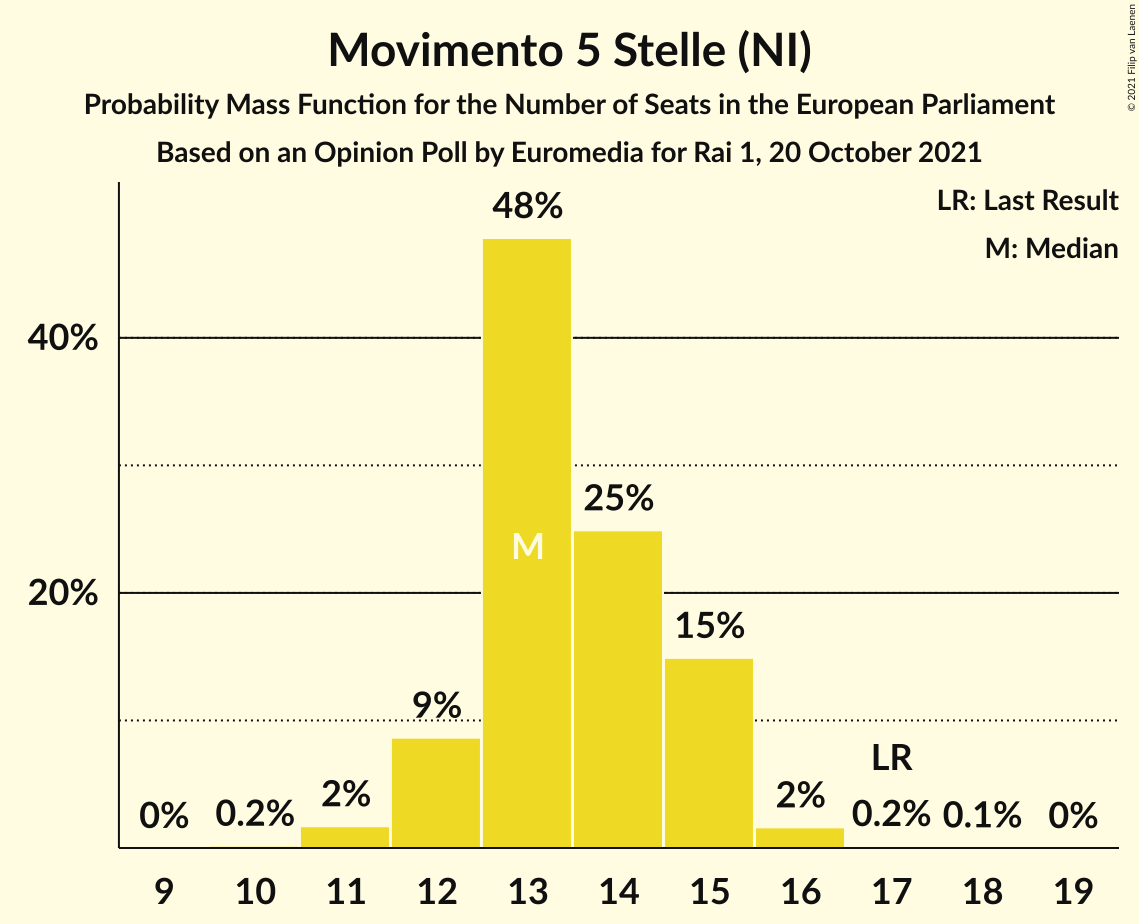 Movimento 5 Stelle (NI)
Probability Mass Function for the Number of Seats in the European Parliament
Based on an Opinion Poll by Euromedia for Rai 1, 20 October 2021
© 2021 Filip van Laenen
LR: Last Result
M: Median
48%
40%
25%
M
20%
15%
9%
LR
0% 0.2% 2% 2% 0.2% 0.1% 0%
9 10 11 12 13 14 15 16 17 18 19